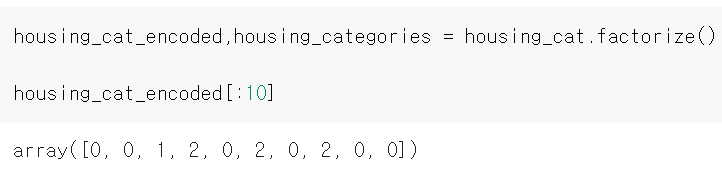 housing_cat_encoded,housing_categories = housing_cat.factorize()
housing_cat_encoded[:10]
array([0, 0, 1, 2, 0, 2, 0, 2, 0, 0])